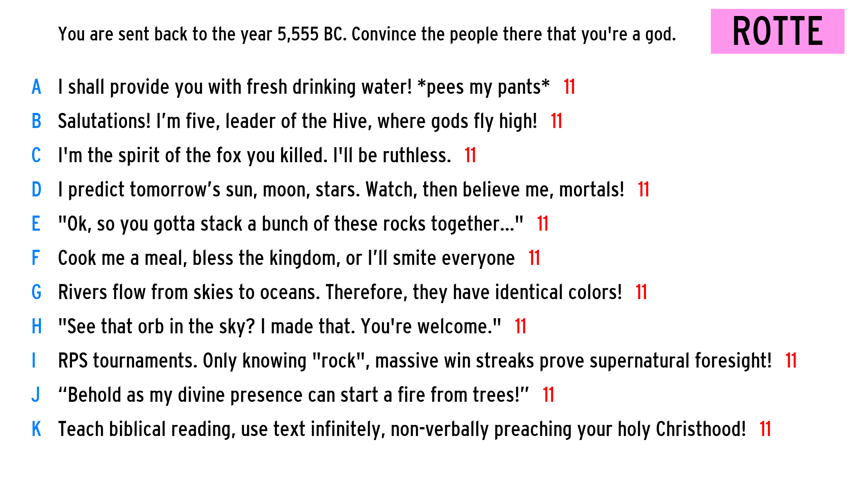 You are sent back to the year 5,555 BC. Convince the people there that you're a god.
ROTTE
A I shall provide you with fresh drinking water! *pees my pants* 11
B Salutations! I’m five, leader of the Hive, where gods fly high! 11
C I'm the spirit of the fox you killed. I'll be ruthless. 11
D I predict tomorrow’s sun, moon, stars. Watch, then believe me, mortals! 11
E "Ok, so you gotta stack a bunch of these rocks together..." 11
F Cook me a meal, bless the kingdom, or I’ll smite everyone 11
G Rivers flow from skies to oceans. Therefore, they have identical colors! 11
H "See that orb in the sky? I made that. You're welcome." 11
I RPS tournaments. Only knowing "rock", massive win streaks prove supernatural foresight! 11
J “Behold as my divine presence can start a fire from trees!” 11
K Teach biblical reading, use text infinitely, non-verbally preaching your holy Christhood! 11